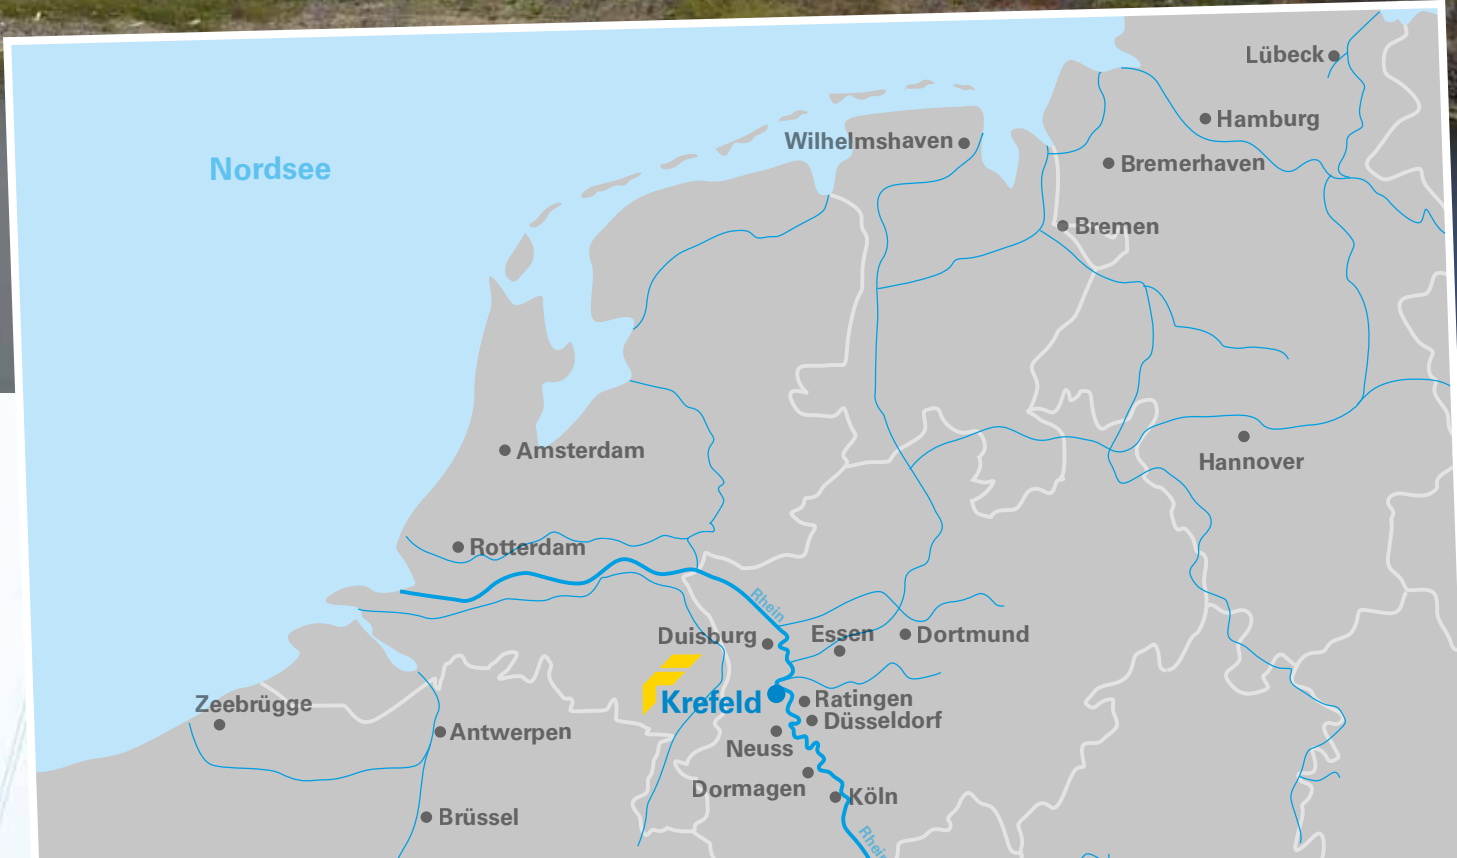 Lübeck
Hamburg
Wilhelmshaven
Bremerhaven
Nordsee
Bremen
Amsterdam
Hannover
Rotterdam
Rhein
Duisburg
Essen
Dortmund
Krefeld
Ratingen
Zeebrügge
Düsseldorf
Antwerpen
Neuss
Dormagen
Köln
Brüssel
Rhein